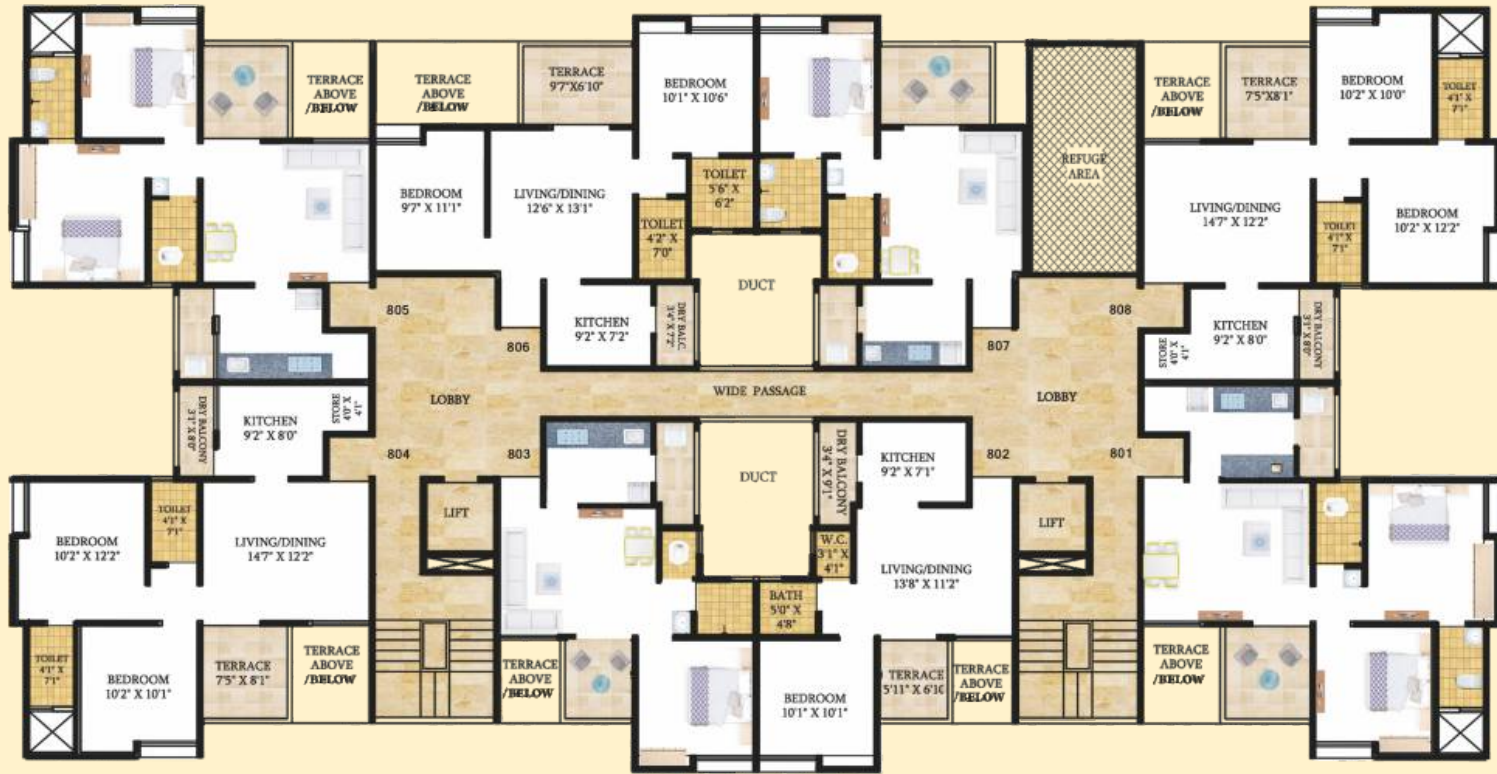 TERRACE
ABOVE
/BELOW
TERRACE
ABOVE
/BELOW
TERRACE
9'7"X6'10"
BEDROOM
10'1" X 10'6"
TERRACE
ABOVE
/BELOW
TERRACE
7'5"X8'1"
BEDROOM
10'2" X 10'0"
TOILET
4'1" X
7'1"
BEDROOM
9'7" X 11'1"
LIVING/DINING
12'6" X 13'1"
TOILET
5'6" X
6'2"
TOILET
4'2" X
7'0"
REFUGE
AREA
LIVING/DINING
14'7" X 12'2"
TOILET
4'1" X
7'1"
BEDROOM
10'2" X 12'2"
DUCT
805
806
KITCHEN
9'2" X 7'2"
DRY BALC.
3'4" X 7'2"
807
808
STORE
4'0" X
4'1"
KITCHEN
9'2" X 8'0"
DRY BALCONY
3'1" X 8'0"
LOBBY
WIDE PASSAGE
LOBBY
DRY BALCONY
3'1" X 8'0"
KITCHEN
9'2" X 8'0"
STORE
4'0" X
4'1"
804
803
DUCT
DRY BALCONY
3'4" X 9'1"
KITCHEN
9'2" X 7'1"
802
801
BEDROOM
10'2" X 12'2"
TOILET
4'1" X
7'1"
LIVING/DINING
14'7" X 12'2"
LIFT
W.C.
3'1" X
4'1"
LIVING/DINING
13'8" X 11'2"
LIFT
BATH
5'0" X
4'8"
TOILET
4'1" X
7'1"
BEDROOM
10'2" X 10'1"
TERRACE
7'5" X 8'1"
TERRACE
ABOVE
/BELOW
TERRACE
ABOVE
/BELOW
BEDROOM
10'1" X 10'1"
TERRACE
5'11" X 6'10
TERRACE
ABOVE
/BELOW
TERRACE
ABOVE
/BELOW